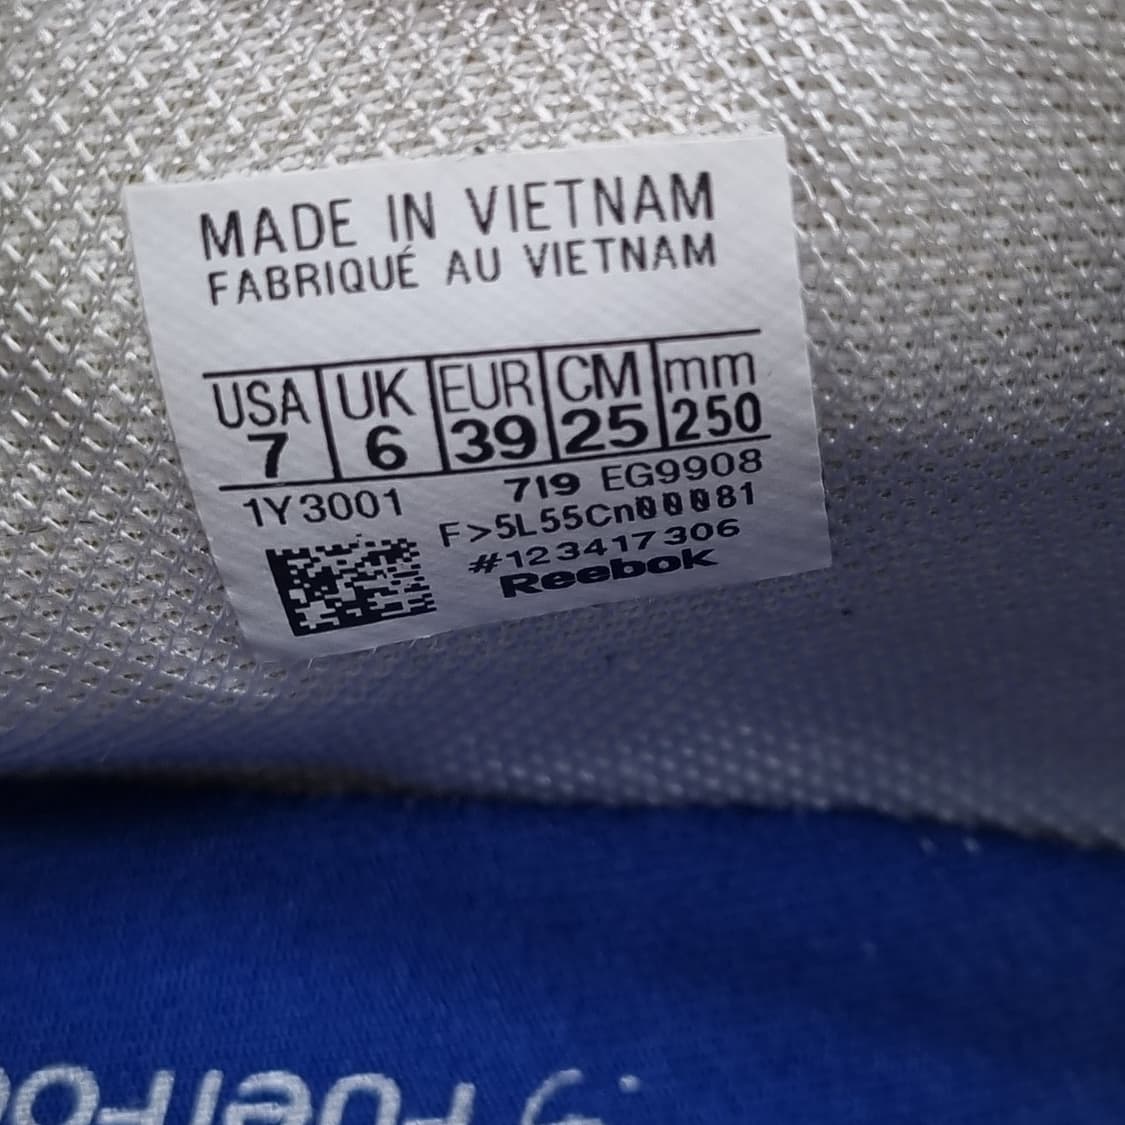 MADE IN VIETNAM
FABRIQUÉ AU VIETNAM
USA UK EUR CM mm
7 6 39 25 250
1Y3001 719 EG9908
F>5L55Cn00081
#123417306
Reebok
FuelFo